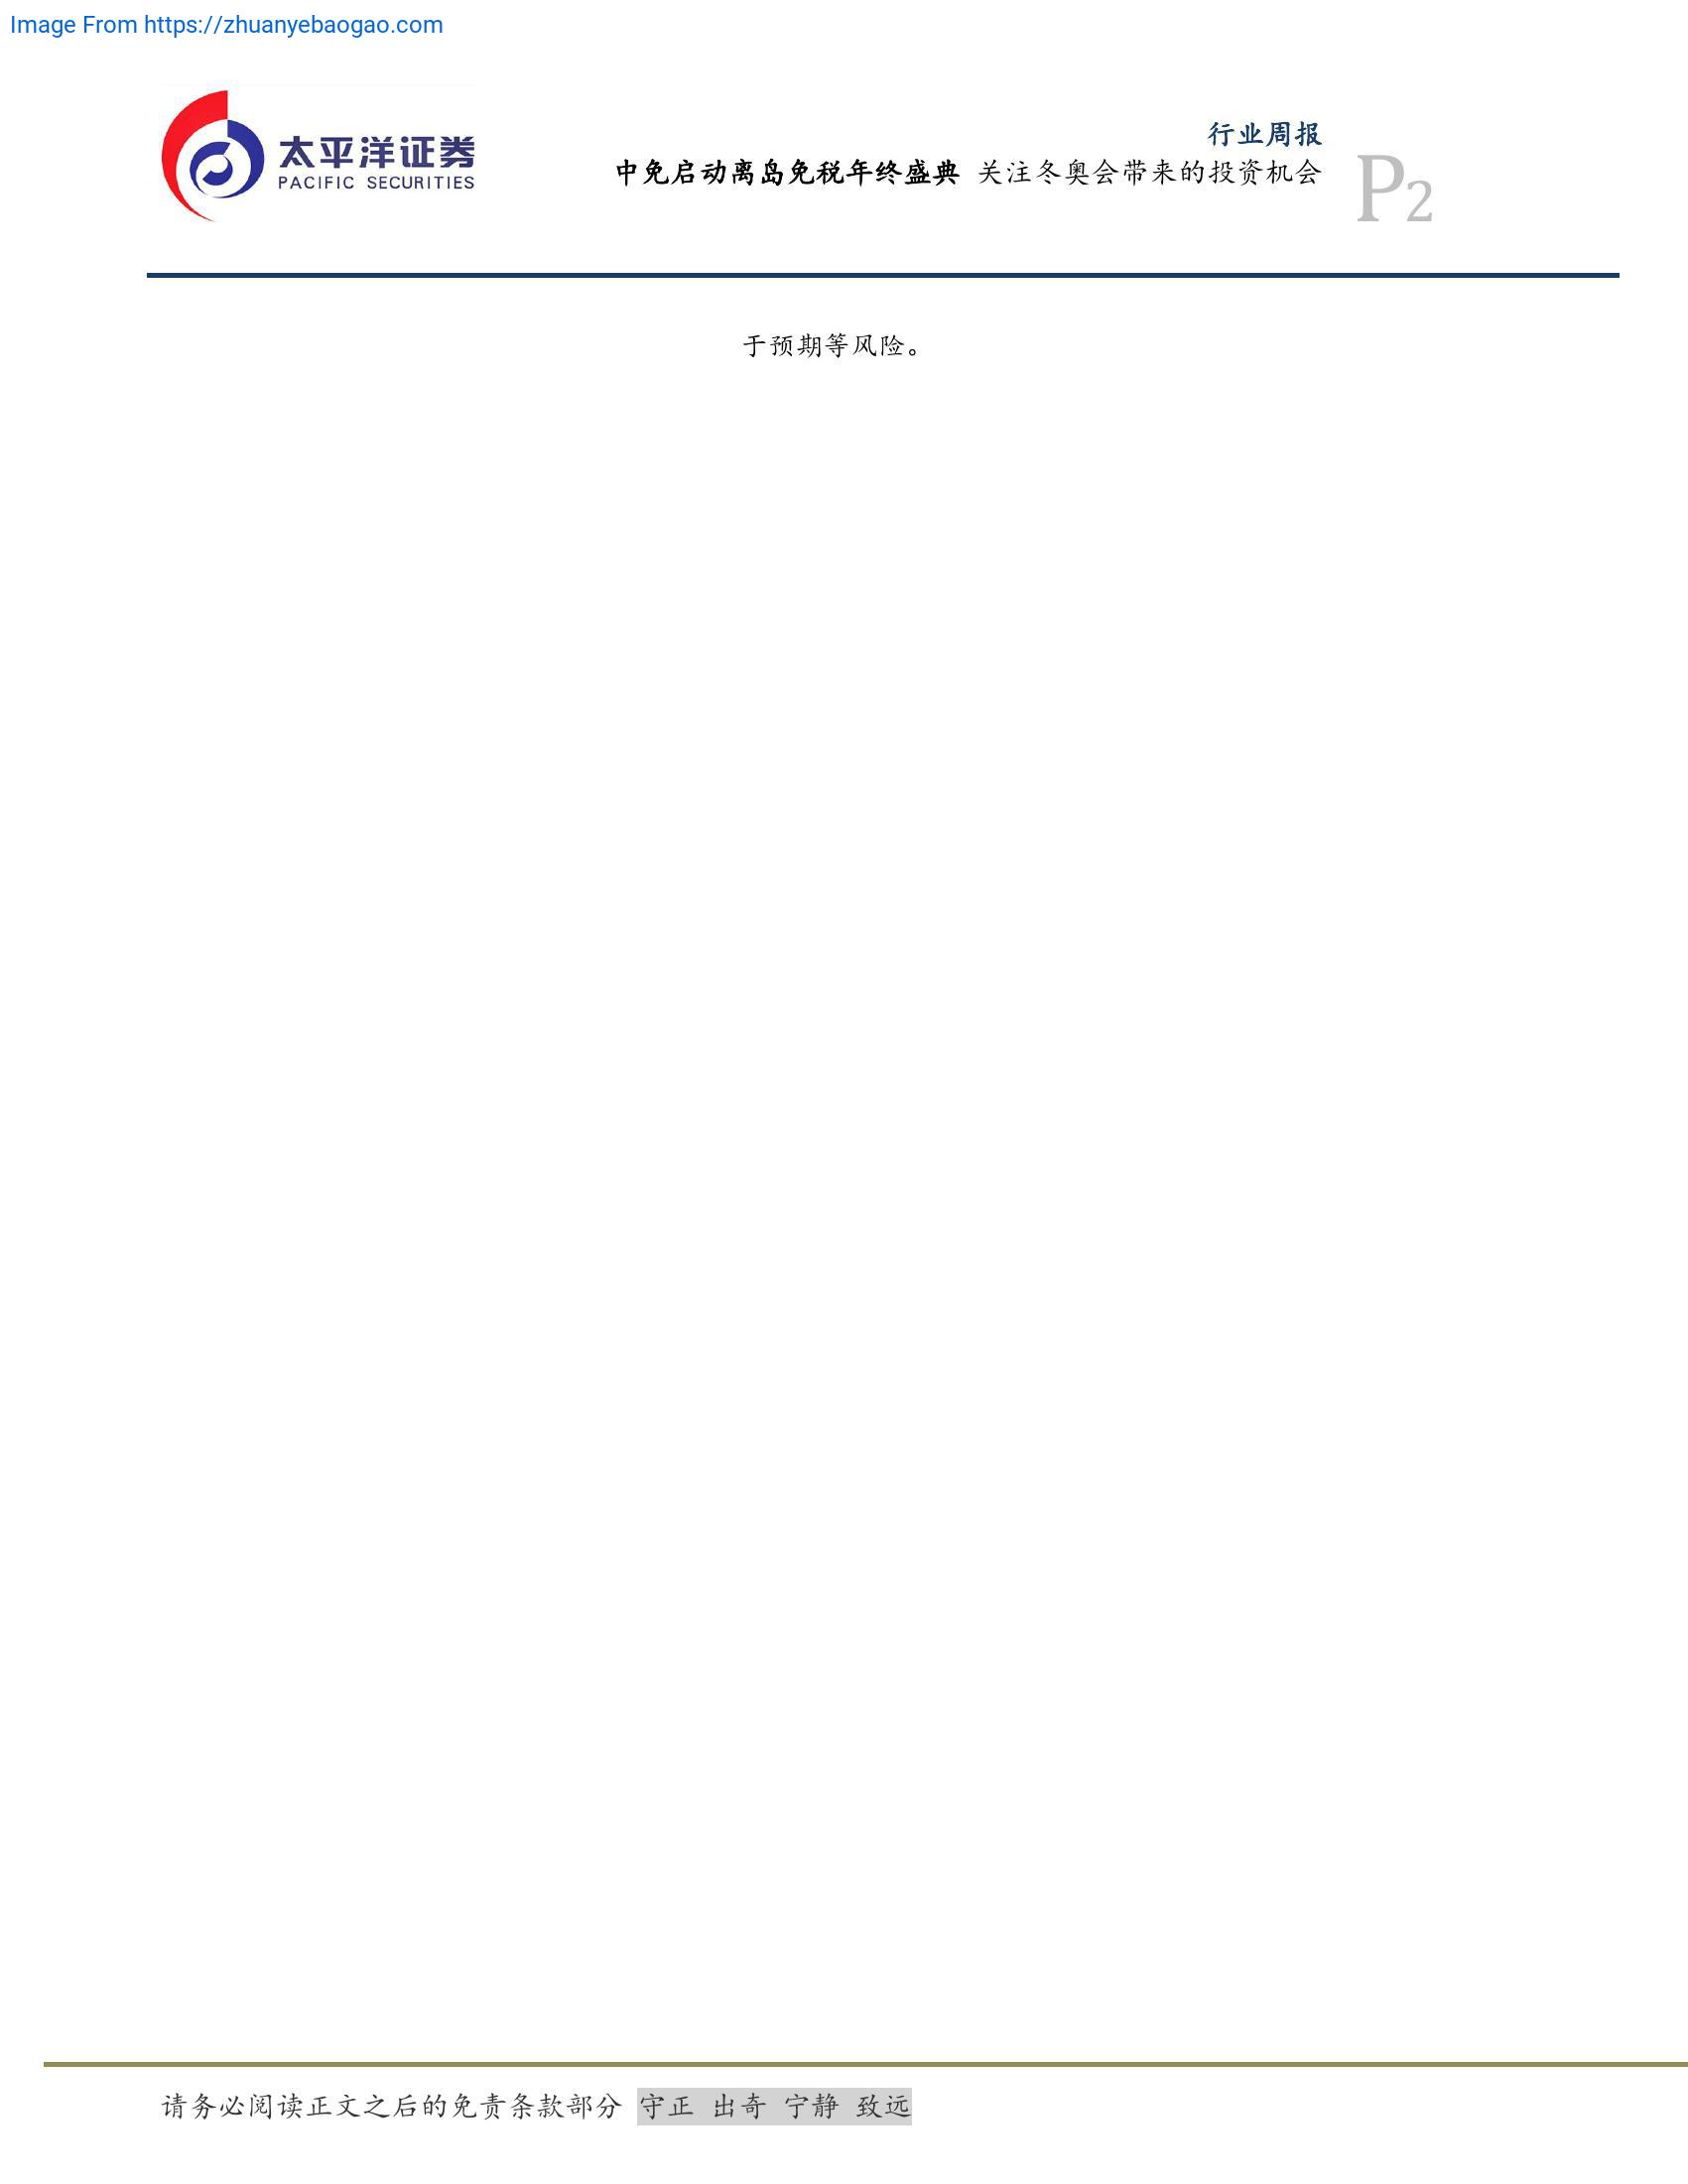 Image From https://zhuanyebaogao.com
太平洋证券
PACIFIC SECURITIES
行业周报
中免启动离岛免税年终盛典 关注冬奥会带来的投资机会
P2
于预期等风险。
请务必阅读正文之后的免责条款部分 守正 出奇 宁静 致远